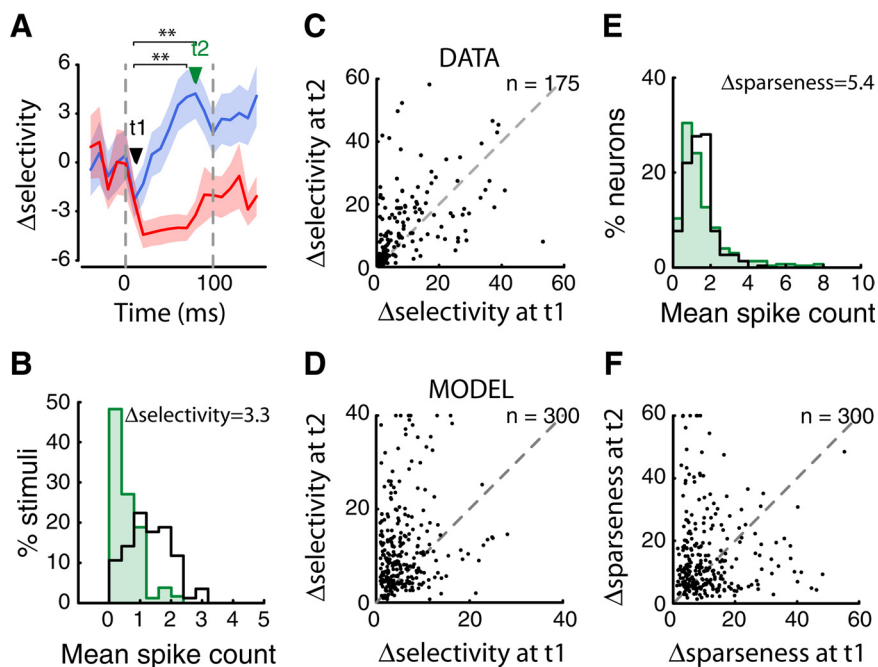 A
**
**
t2
t1
6
3
0
-3
-6
Δselectivity
0
100
Time (ms)
B
50
40
30
20
10
0
% stimuli
Δselectivity=3.3
0 1 2 3 4 5
Mean spike count
C
DATA
n = 175
60
40
20
0
Δselectivity at t2
0 20 40 60
Δselectivity at t1
D
MODEL
n = 300
40
20
0
Δselectivity at t2
0 20 40
Δselectivity at t1
E
Δsparseness=5.4
40
20
0
% neurons
0 2 4 6 8 10
Mean spike count
F
n = 300
60
40
20
0
Δsparseness at t2
0 20 40 60
Δsparseness at t1